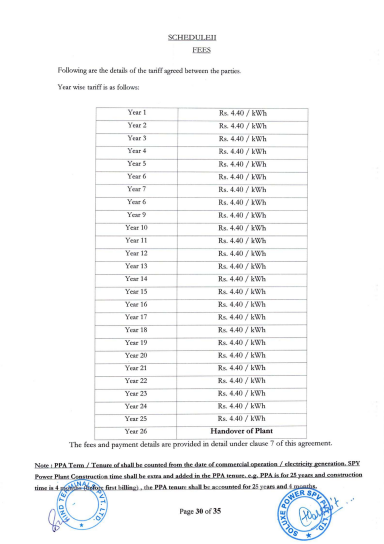 SCHEDULEII
FEES
Following are the details of the tariff agreed between the parties.
Year wise tariff is as follows:
Year 1 Rs. 4.40 / kWh
Year 2 Rs. 4.40 / kWh
Year 3 Rs. 4.40 / kWh
Year 4 Rs. 4.40 / kWh
Year 5 Rs. 4.40 / kWh
Year 6 Rs. 4.40 / kWh
Year 7 Rs. 4.40 / kWh
Year 6 Rs. 4.40 / kWh
Year 9 Rs. 4.40 / kWh
Year 10 Rs. 4.40 / kWh
Year 11 Rs. 4.40 / kWh
Year 12 Rs. 4.40 / kWh
Year 13 Rs. 4.40 / kWh
Year 14 Rs. 4.40 / kWh
Year 15 Rs. 4.40 / kWh
Year 16 Rs. 4.40 / kWh
Year 17 Rs. 4.40 / kWh
Year 18 Rs. 4.40 / kWh
Year 19 Rs. 4.40 / kWh
Year 20 Rs. 4.40 / kWh
Year 21 Rs. 4.40 / kWh
Year 22 Rs. 4.40 / kWh
Year 23 Rs. 4.40 / kWh
Year 24 Rs. 4.40 / kWh
Year 25 Rs. 4.40 / kWh
Year 26 Handover of Plant
The fees and payment details are provided in detail under clause 7 of this agreement.
Note : PPA Term / Tenure of shall be counted from the date of commercial operation / electricity generation. SPV
Power Plant Construction time shall be extra and added in the PPA tenure. e.g. PPA is for 25 years and construction
time is 4 months (before first billing) , the PPA tenure shall be accounted for 25 years and 4 months.
Page 30 of 35
TERMINAL PVT. LTD.
SOLUXE POWER SPV PVT. LTD.